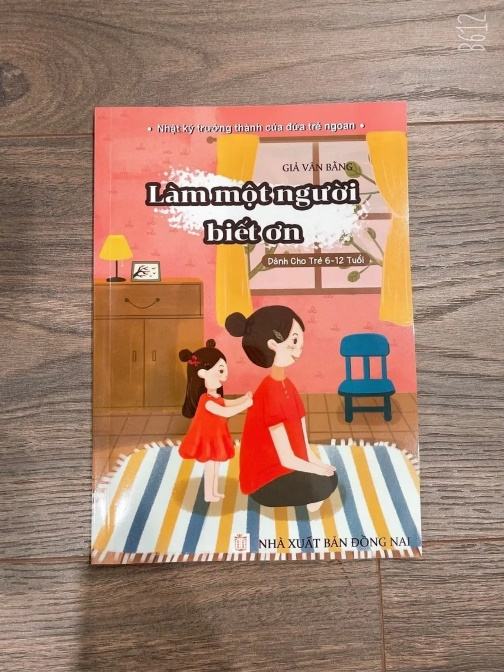 B612
• Nhật ký trưởng thành của đứa trẻ ngoan •
GIẢ VĂN BẰNG
Làm một người
biết ơn
Dành Cho Trẻ 6-12 Tuổi
NHÀ XUẤT BẢN ĐỒNG NAI